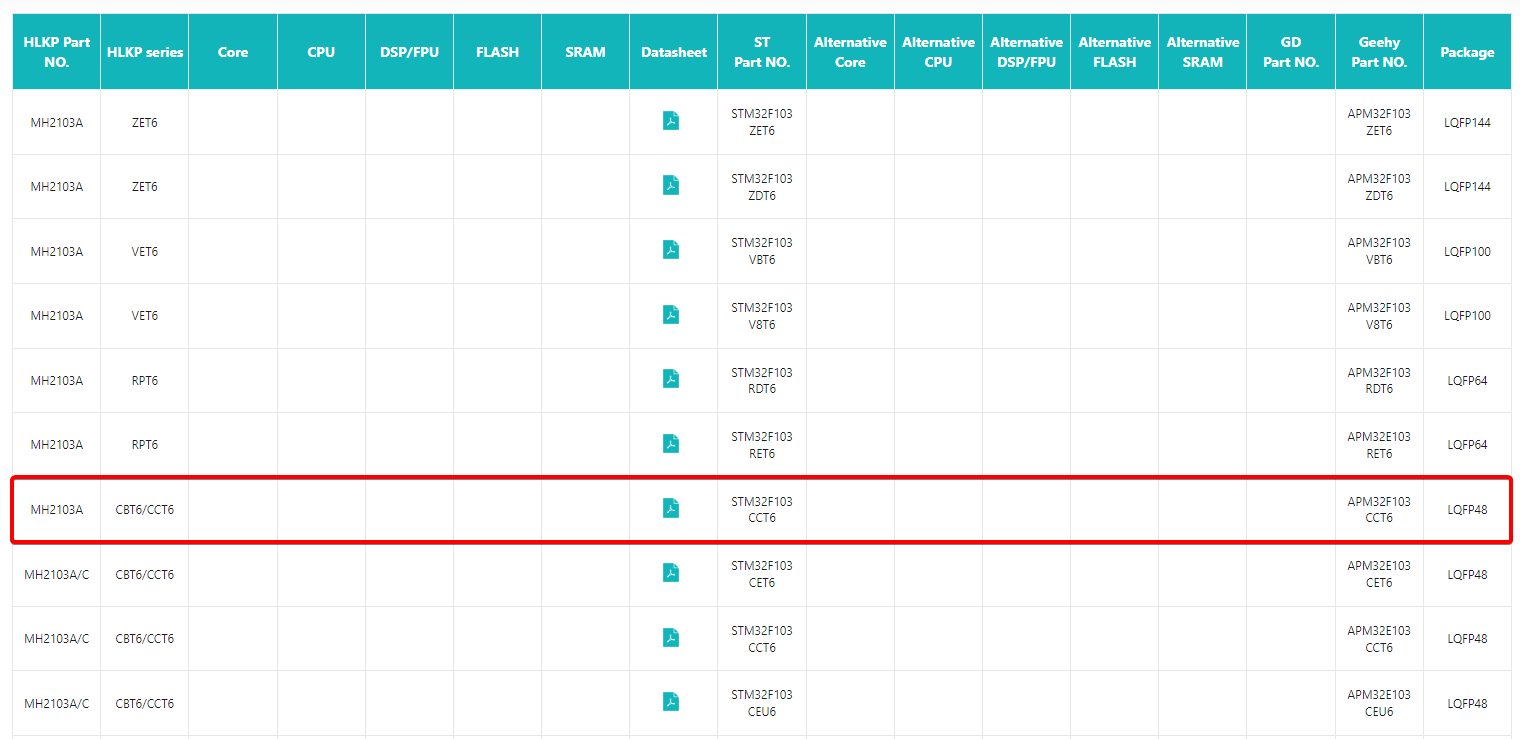 HLKP Part NO. HLKP series Core CPU DSP/FPU FLASH SRAM Datasheet ST Part NO. Alternative Core Alternative CPU Alternative DSP/FPU Alternative FLASH Alternative SRAM GD Part NO. Geehy Part NO. Package
MH2103A ZET6 STM32F103 ZET6 APM32F103 ZET6 LQFP144
MH2103A ZET6 STM32F103 ZDT6 APM32F103 ZDT6 LQFP144
MH2103A VET6 STM32F103 VBT6 APM32F103 VBT6 LQFP100
MH2103A VET6 STM32F103 V8T6 APM32F103 V8T6 LQFP100
MH2103A RPT6 STM32F103 RDT6 APM32F103 RDT6 LQFP64
MH2103A RPT6 STM32F103 RET6 APM32E103 RET6 LQFP64
MH2103A CBT6/CCT6 STM32F103 CCT6 APM32F103 CCT6 LQFP48
MH2103A/C CBT6/CCT6 STM32F103 CET6 APM32E103 CET6 LQFP48
MH2103A/C CBT6/CCT6 STM32F103 CCT6 APM32E103 CCT6 LQFP48
MH2103A/C CBT6/CCT6 STM32F103 CEU6 APM32E103 CEU6 LQFP48